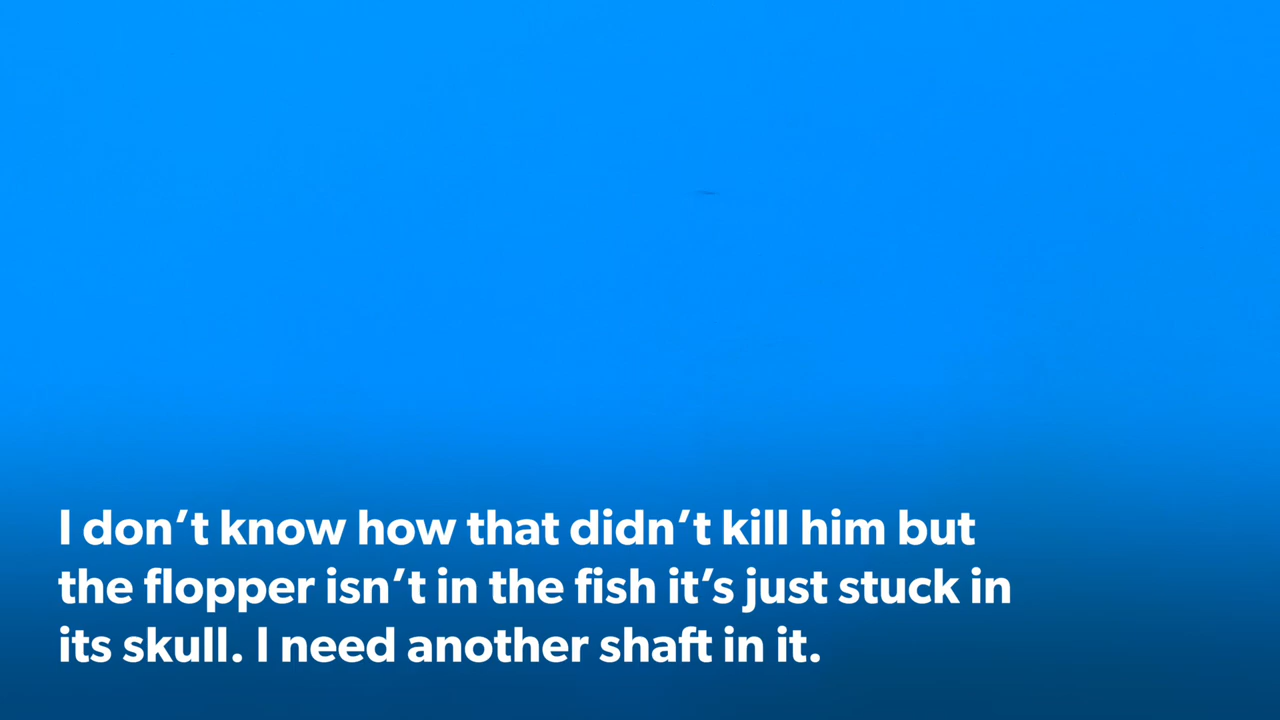 I don’t know how that didn’t kill him but
the flopper isn’t in the fish it’s just stuck in
its skull. I need another shaft in it.